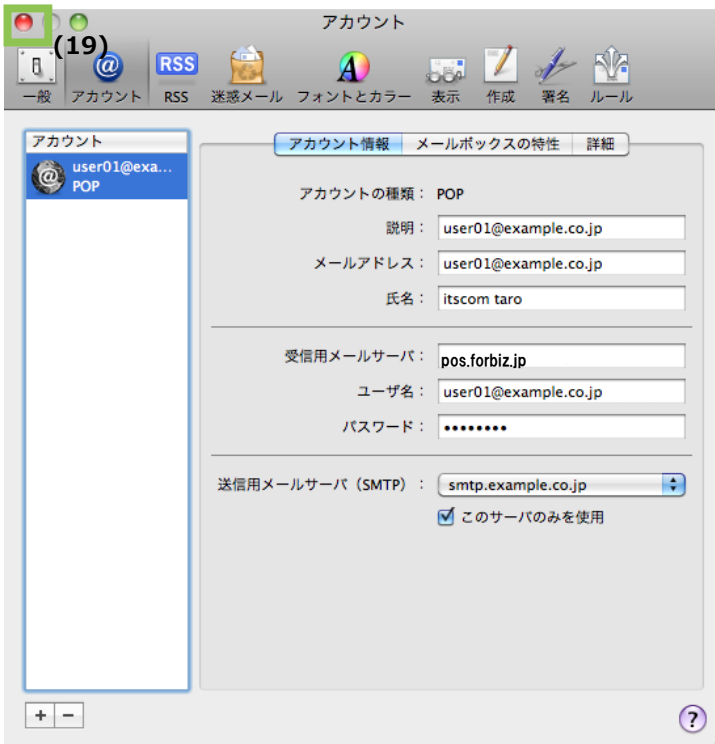 アカウント
(19)
RSS
一般 アカウント RSS 迷惑メール フォントとカラー 表示 作成 署名 ルール
アカウント
user01@exa...
POP
アカウント情報 メールボックスの特性 詳細
アカウントの種類： POP
説明： user01@example.co.jp
メールアドレス： user01@example.co.jp
氏名： itscom taro
受信用メールサーバ： pos.forbiz.jp
ユーザ名： user01@example.co.jp
パスワード： ••••••••
送信用メールサーバ（SMTP）： smtp.example.co.jp
このサーバのみを使用